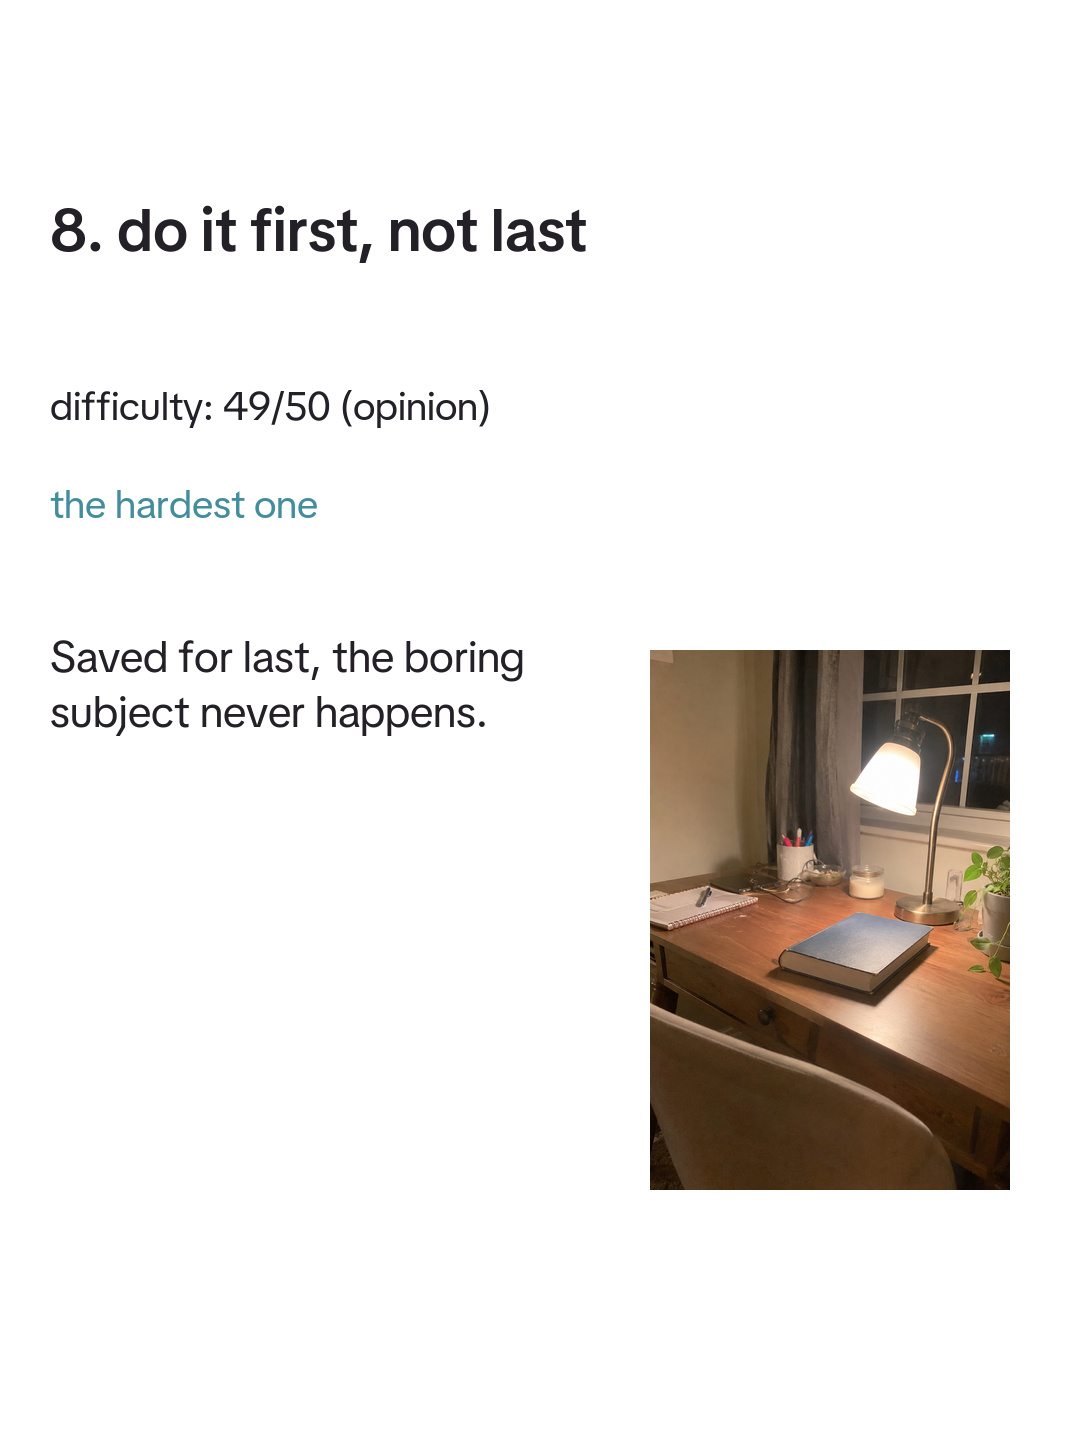 8. do it first, not last
difficulty: 49/50 (opinion)
the hardest one
Saved for last, the boring
subject never happens.